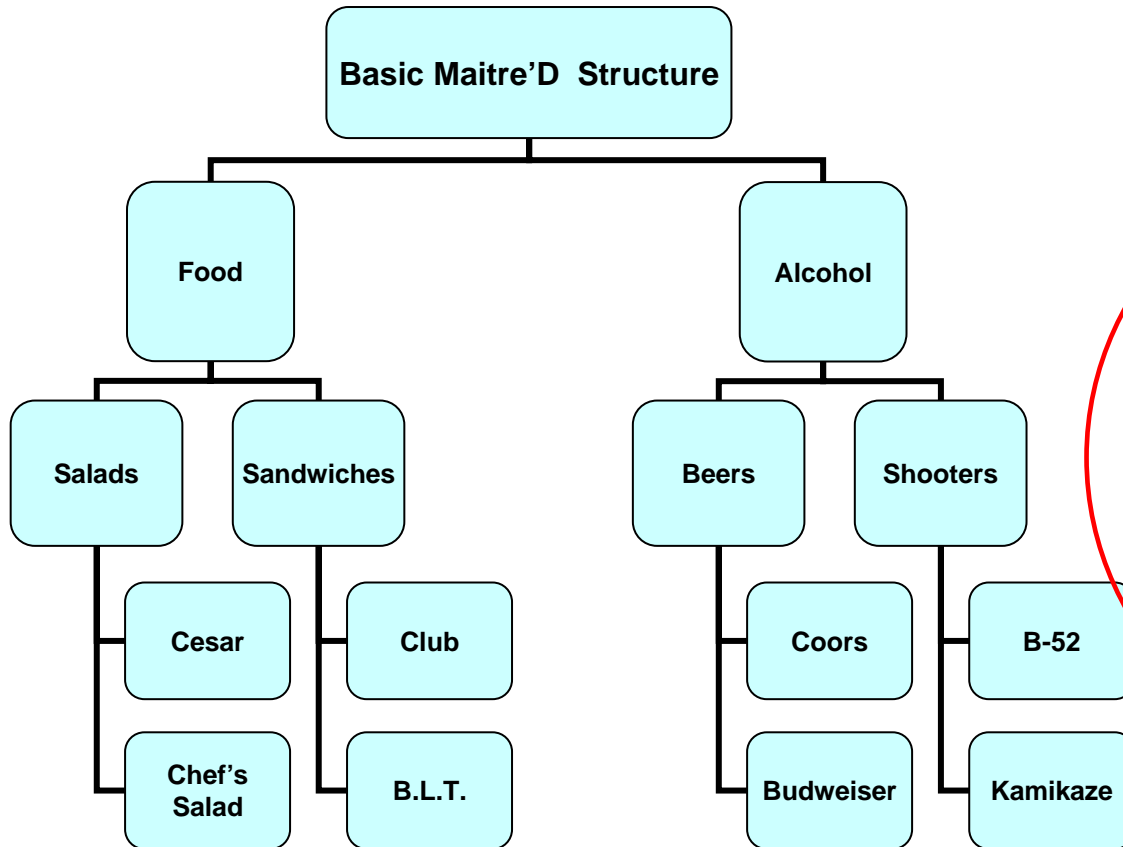 Basic Maitre’D  Structure
Food
Alcohol
Salads
Sandwiches
Beers
Shooters
Cesar
Club
Coors
B-52
Chef’s
Salad
B.L.T.
Budweiser
Kamikaze